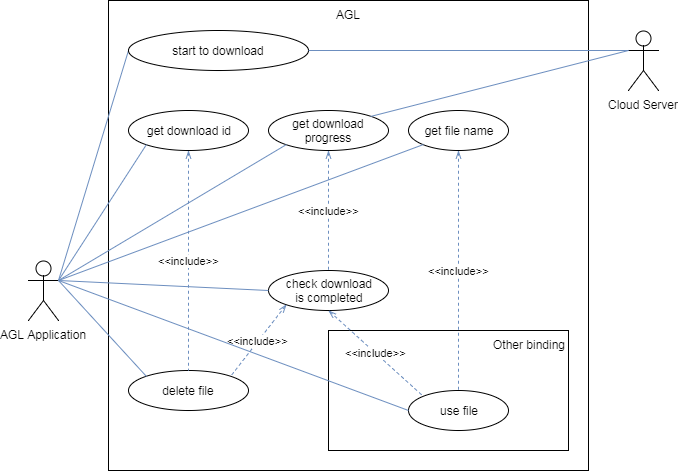 AGL
start to download
Cloud Server
get download id
get download
progress
get file name
<<include>>
<<include>>
<<include>>
check download
is completed
AGL Application
<<include>>
<<include>>
Other binding
delete file
use file